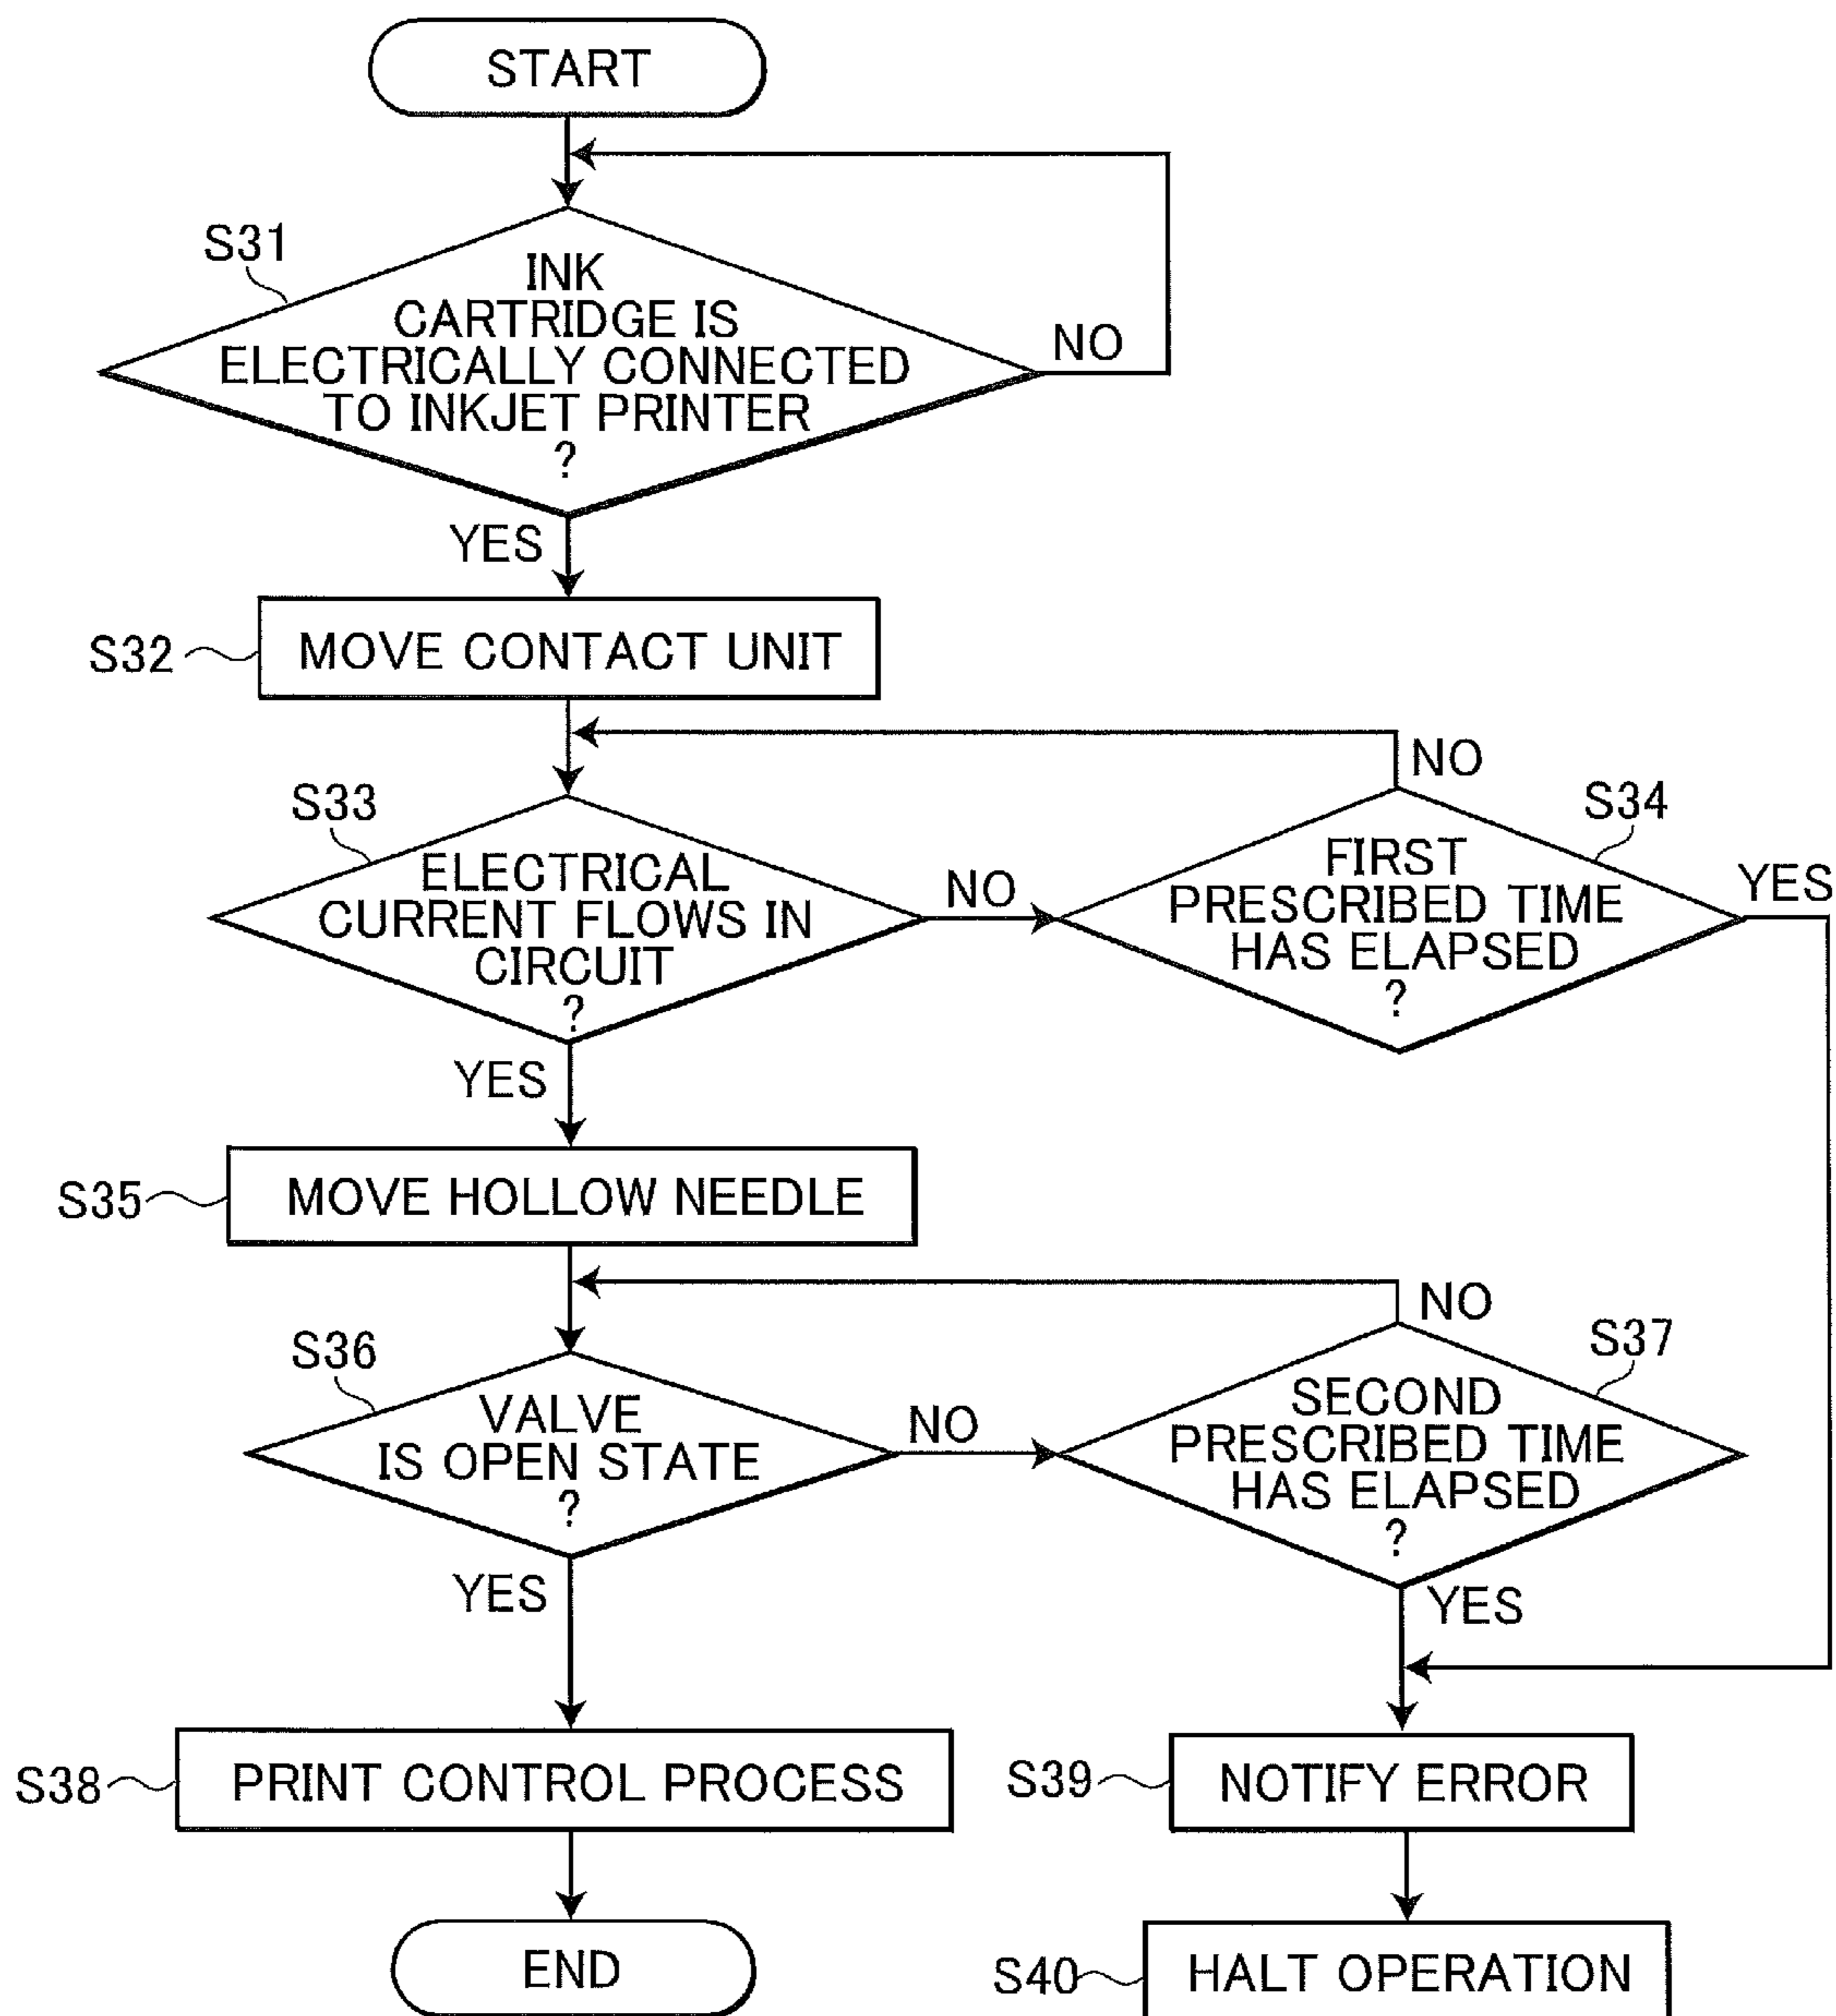 START
S31
INK
CARTRIDGE IS
ELECTRICALLY CONNECTED
TO INKJET PRINTER
?
NO
YES
S32
MOVE CONTACT UNIT
S33
ELECTRICAL
CURRENT FLOWS IN
CIRCUIT
?
NO
YES
S34
FIRST
PRESCRIBED TIME
HAS ELAPSED
?
NO
YES
S35
MOVE HOLLOW NEEDLE
S36
VALVE
IS OPEN STATE
?
NO
YES
S37
SECOND
PRESCRIBED TIME
HAS ELAPSED
?
NO
YES
S38
PRINT CONTROL PROCESS
S39
NOTIFY ERROR
END
S40
HALT OPERATION